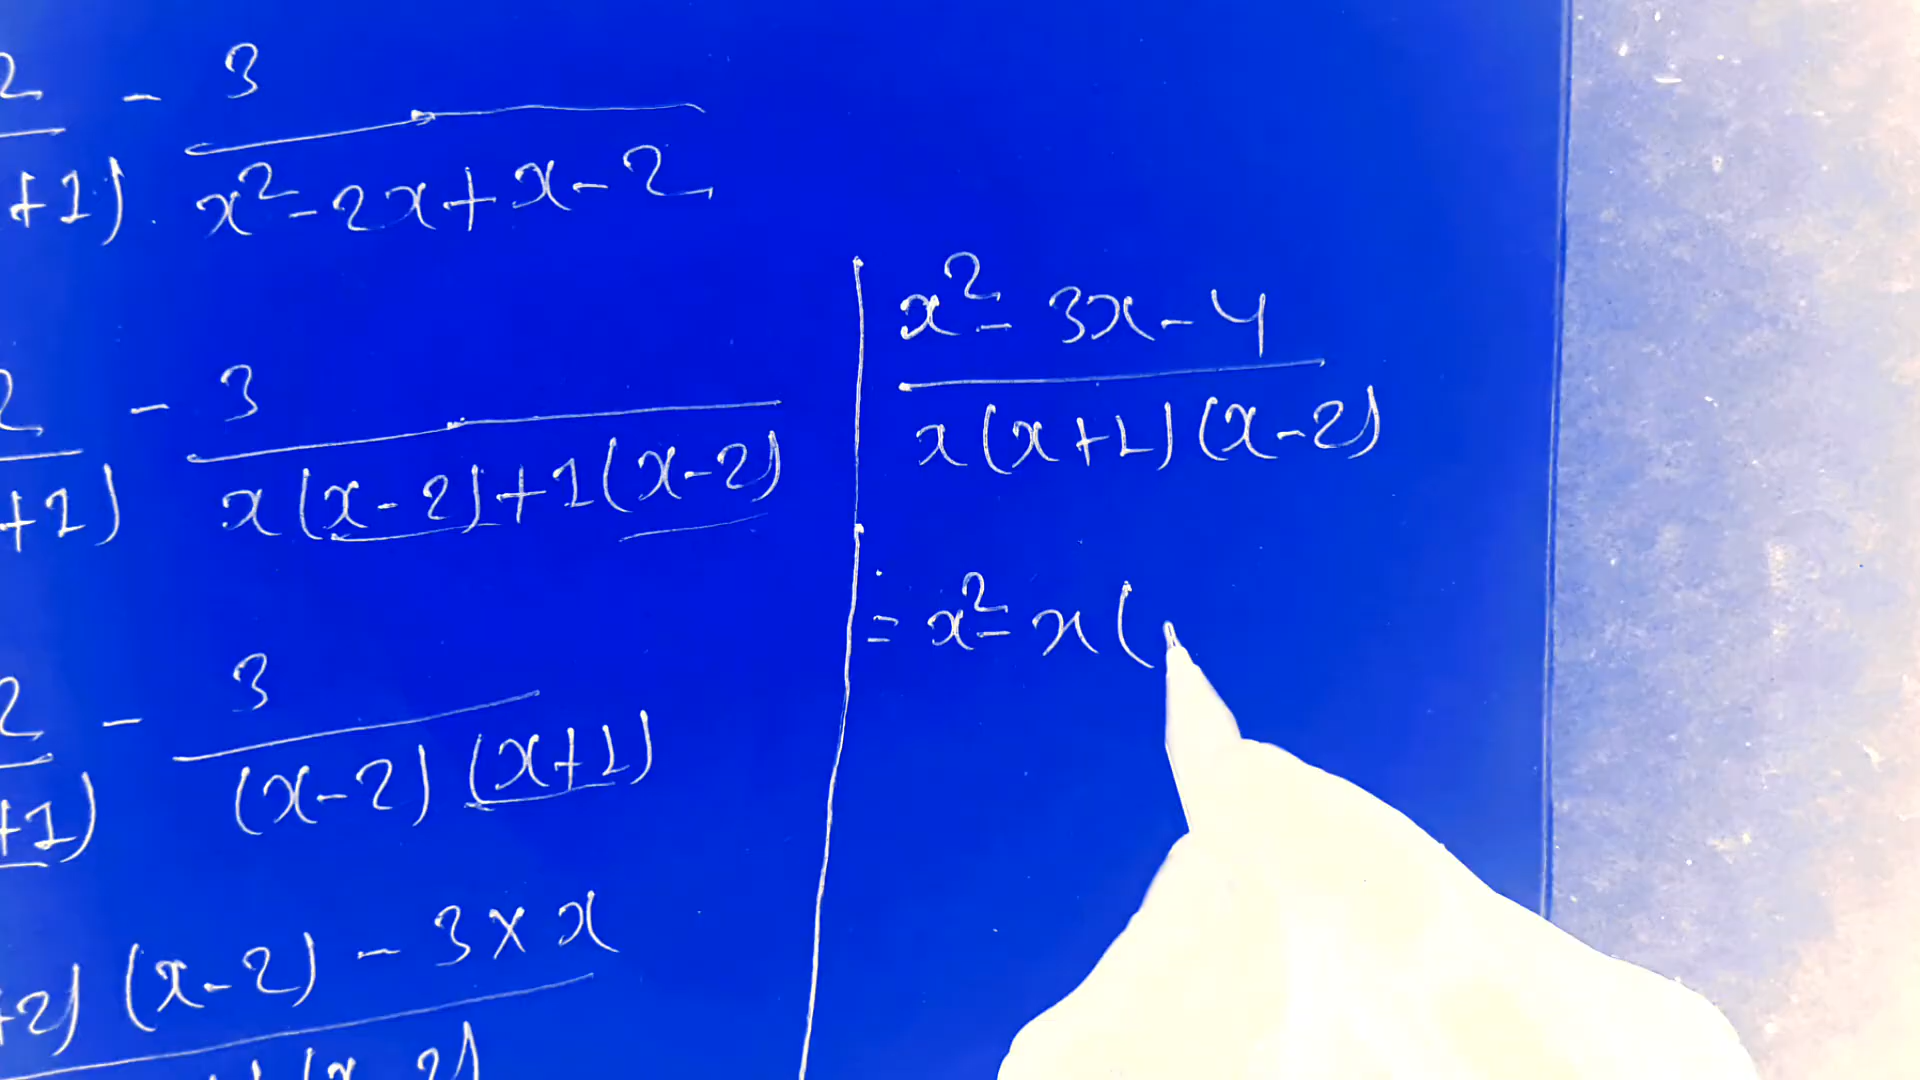 2 - 3
+1) x² - 2x + x - 2
2 - 3
+1) x(x-2)+1(x-2)
2 - 3
+1) (x-2) (x+1)
+2) (x-2) - 3 × x
(x-2)
x² - 3x - 4
x(x+1)(x-2)
= x² - x(